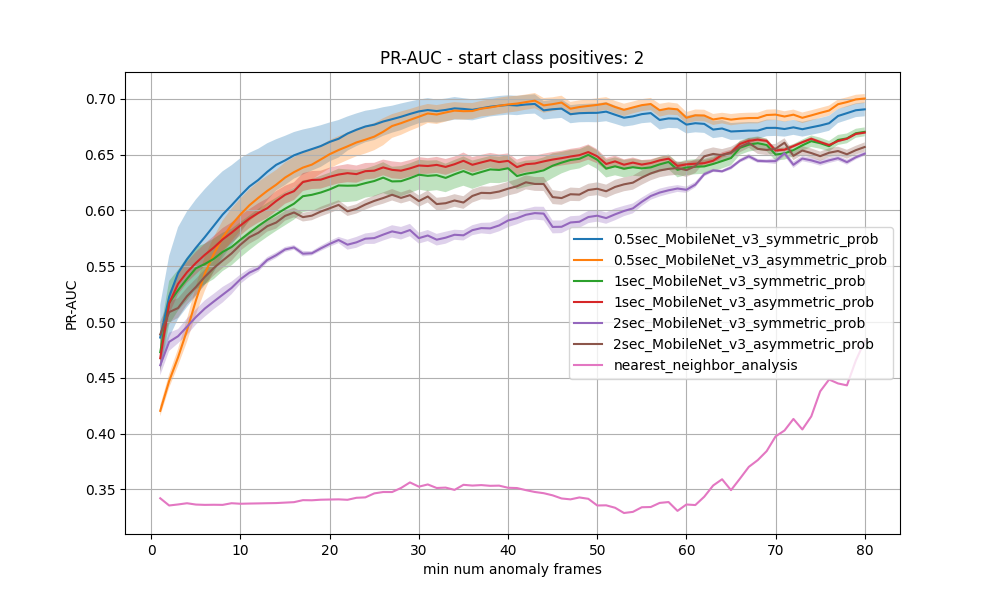 PR-AUC - start class positives: 2
PR-AUC
0.70
0.65
0.60
0.55
0.50
0.45
0.40
0.35
0.5sec_MobileNet_v3_symmetric_prob
0.5sec_MobileNet_v3_asymmetric_prob
1sec_MobileNet_v3_symmetric_prob
1sec_MobileNet_v3_asymmetric_prob
2sec_MobileNet_v3_symmetric_prob
2sec_MobileNet_v3_asymmetric_prob
nearest_neighbor_analysis
0 10 20 30 40 50 60 70 80
min num anomaly frames